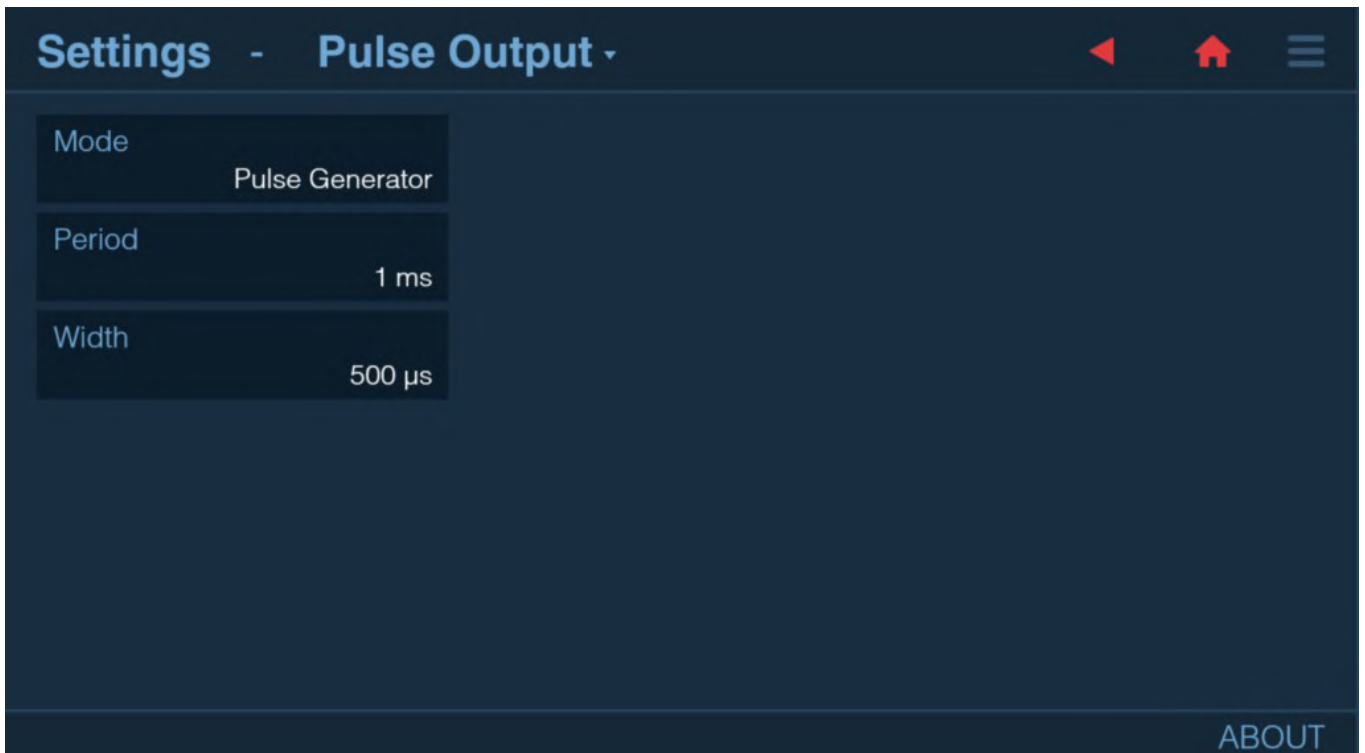 Settings - Pulse Output
Mode
Pulse Generator
Period
1 ms
Width
500 µs
ABOUT